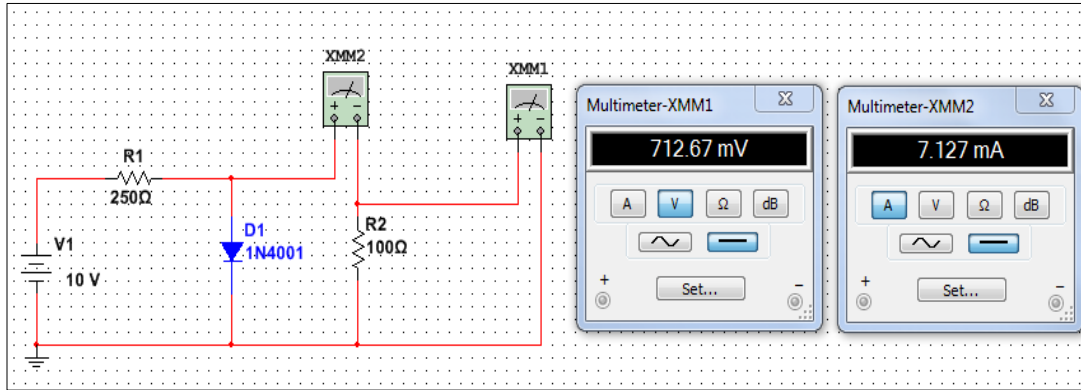 XMM2
XMM1
+ −
+ −
R1
250Ω
V1
10 V
D1
1N4001
R2
100Ω
Multimeter-XMM1
712.67 mV
A V Ω dB
+ −
Set...
Multimeter-XMM2
7.127 mA
A V Ω dB
+ −
Set...